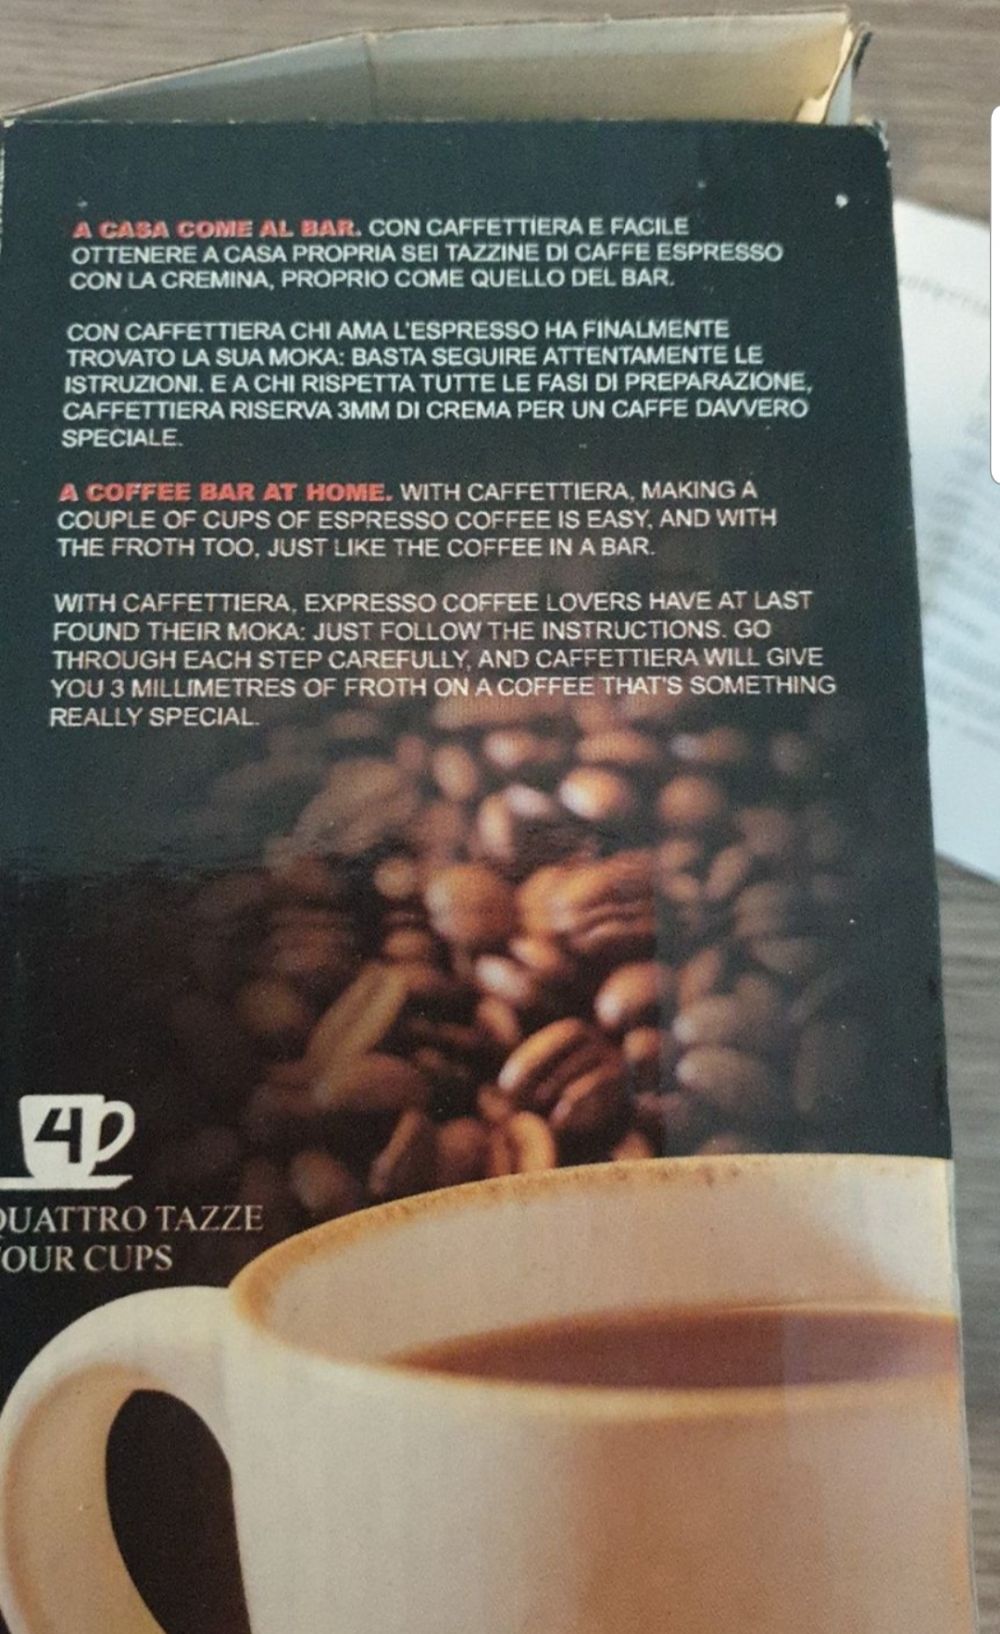 A CASA COME AL BAR. CON CAFFETTIERA E FACILE
OTTENERE A CASA PROPRIA SEI TAZZINE DI CAFFE ESPRESSO
CON LA CREMINA, PROPRIO COME QUELLO DEL BAR.
CON CAFFETTIERA CHI AMA L'ESPRESSO HA FINALMENTE
TROVATO LA SUA MOKA: BASTA SEGUIRE ATTENTAMENTE LE
ISTRUZIONI. E A CHI RISPETTA TUTTE LE FASI DI PREPARAZIONE,
CAFFETTIERA RISERVA 3MM DI CREMA PER UN CAFFE DAVVERO
SPECIALE.
A COFFEE BAR AT HOME. WITH CAFFETTIERA, MAKING A
COUPLE OF CUPS OF ESPRESSO COFFEE IS EASY, AND WITH
THE FROTH TOO, JUST LIKE THE COFFEE IN A BAR.
WITH CAFFETTIERA, EXPRESSO COFFEE LOVERS HAVE AT LAST
FOUND THEIR MOKA: JUST FOLLOW THE INSTRUCTIONS. GO
THROUGH EACH STEP CAREFULLY, AND CAFFETTIERA WILL GIVE
YOU 3 MILLIMETRES OF FROTH ON A COFFEE THAT'S SOMETHING
REALLY SPECIAL.
4
QUATTRO TAZZE
OUR CUPS